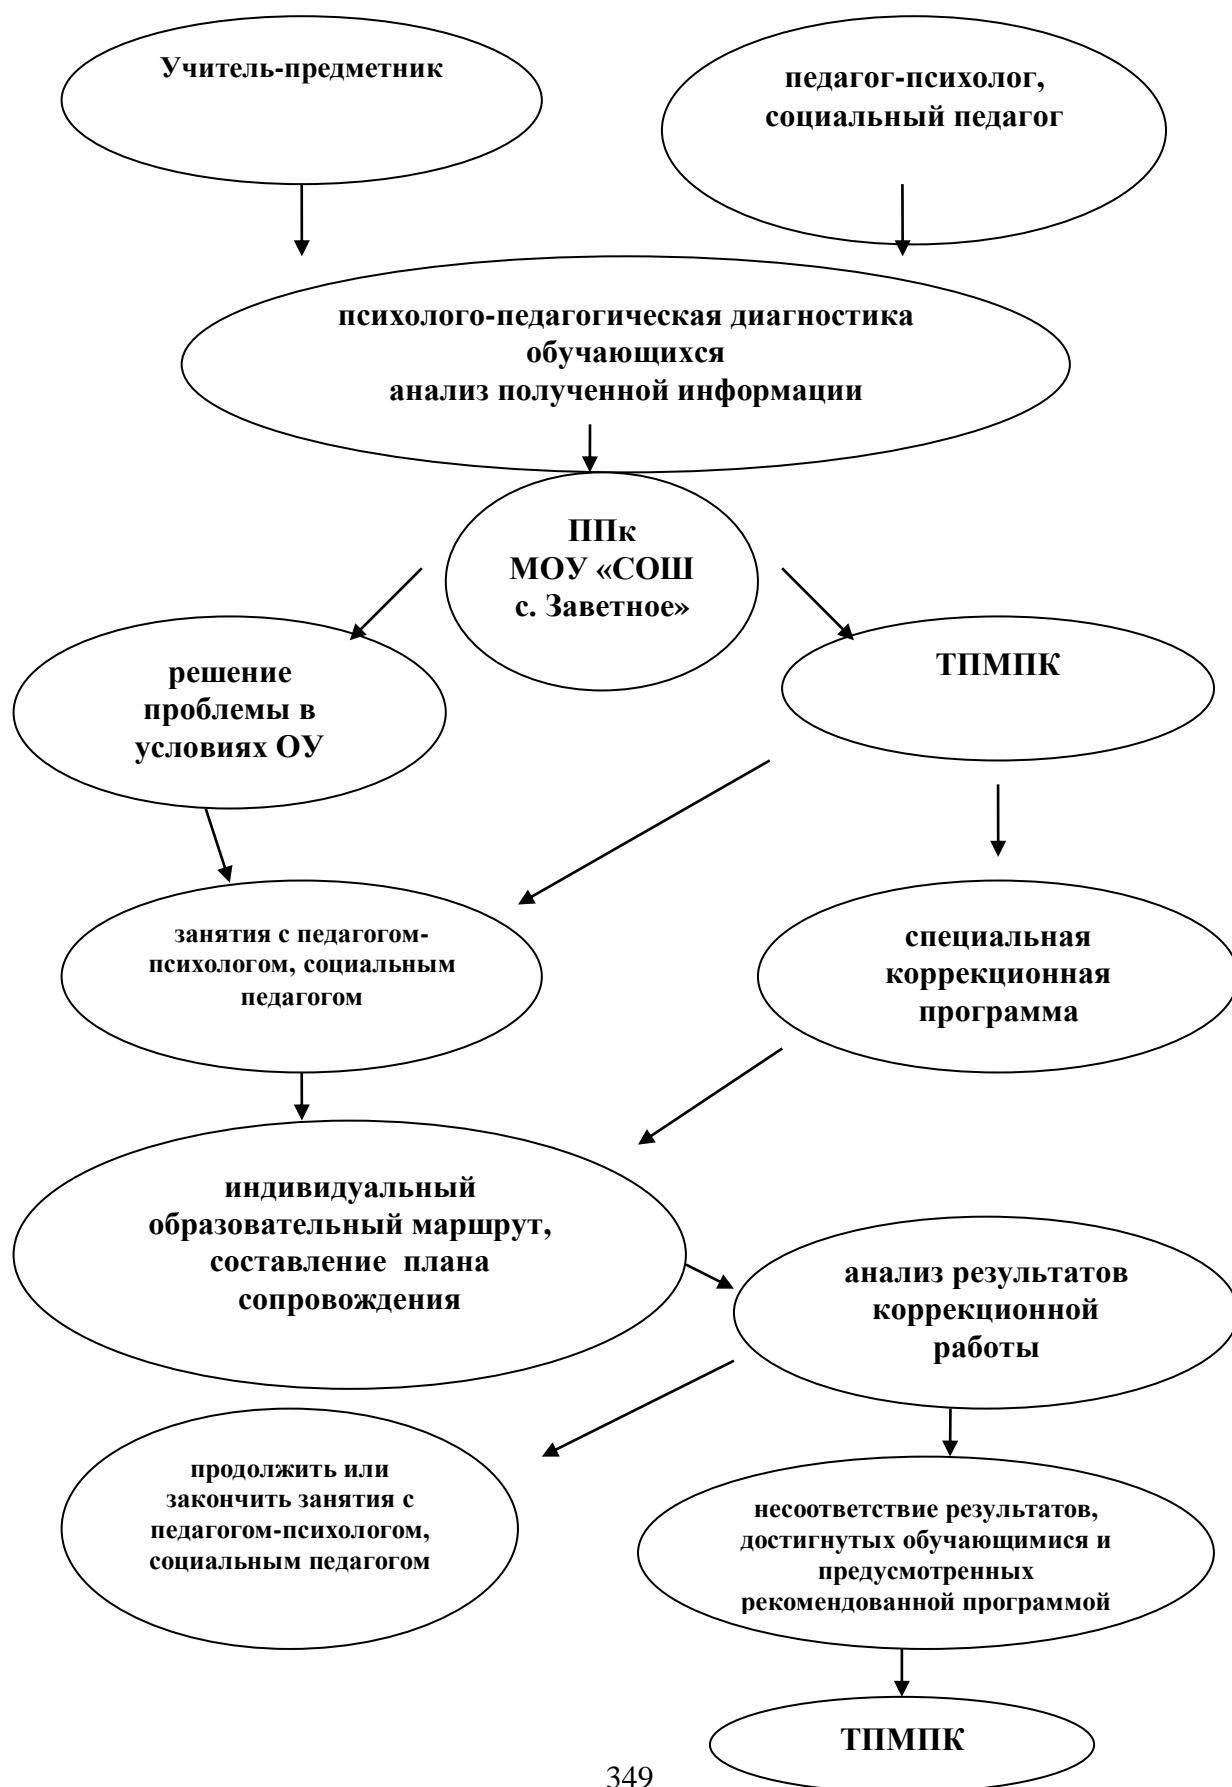 Учитель-предметник
педагог-психолог,
социальный педагог
психолого-педагогическая диагностика
обучающихся
анализ полученной информации
ППк
МОУ «СОШ
с. Заветное»
решение
проблемы в
условиях ОУ
ТПМПК
занятия с педагогом-
психологом, социальным
педагогом
специальная
коррекционная
программа
индивидуальный
образовательный маршрут,
составление плана
сопровождения
анализ результатов
коррекционной
работы
продолжить или
закончить занятия с
педагогом-психологом,
социальным педагогом
несоответствие результатов,
достигнутых обучающимися и
предусмотренных
рекомендованной программой
ТПМПК
349